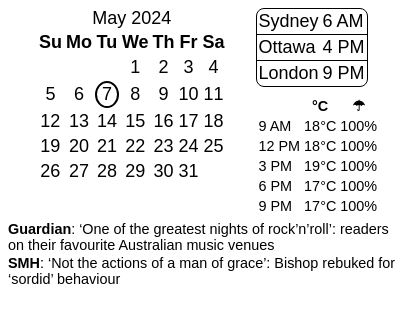 May 2024
Su Mo Tu We Th Fr Sa
1 2 3 4
5 6 7 8 9 10 11
12 13 14 15 16 17 18
19 20 21 22 23 24 25
26 27 28 29 30 31
Sydney 6 AM
Ottawa 4 PM
London 9 PM
°C ☂
9 AM 18°C 100%
12 PM 18°C 100%
3 PM 19°C 100%
6 PM 17°C 100%
9 PM 17°C 100%
Guardian: ‘One of the greatest nights of rock’n’roll’: readers
on their favourite Australian music venues
SMH: ‘Not the actions of a man of grace’: Bishop rebuked for
‘sordid’ behaviour